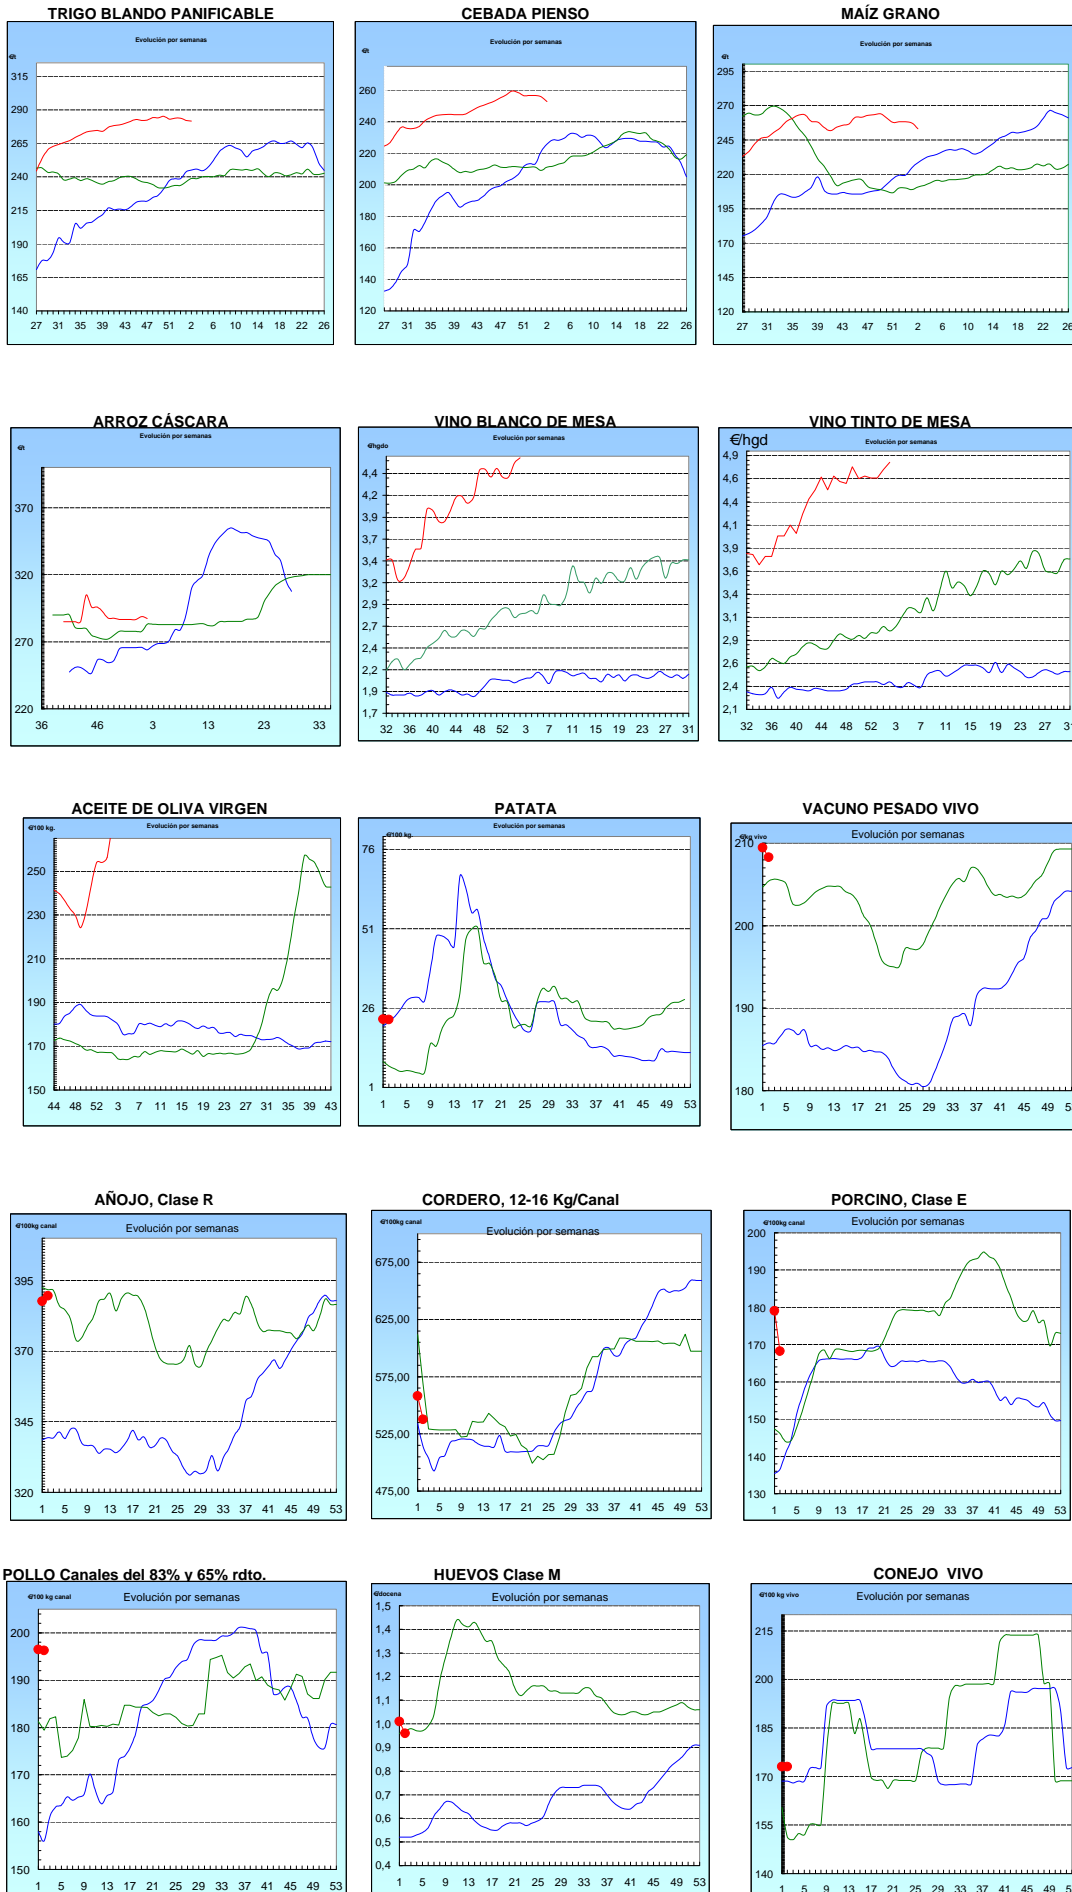 TRIGO BLANDO PANIFICABLE
Evolución por semanas
€/t
315
290
265
240
215
190
165
140
27 31 35 39 43 47 51 2 6 10 14 18 22 26
CEBADA PIENSO
Evolución por semanas
€/t
260
240
220
200
180
160
140
120
27 31 35 39 43 47 51 2 6 10 14 18 22 26
MAÍZ GRANO
Evolución por semanas
€/t
295
270
245
220
195
170
145
120
27 31 35 39 43 47 51 2 6 10 14 18 22 26
ARROZ CÁSCARA
Evolución por semanas
€/t
370
320
270
220
36 46 3 13 23 33
VINO BLANCO DE MESA
Evolución por semanas
€/hgdo
4,4
4,2
3,9
3,7
3,4
3,2
2,9
2,7
2,4
2,2
1,9
1,7
32 36 40 44 48 52 3 7 11 15 19 23 27 31
VINO TINTO DE MESA
€/hgd
Evolución por semanas
4,9
4,6
4,4
4,1
3,9
3,6
3,4
3,1
2,9
2,6
2,4
2,1
32 36 40 44 48 52 3 7 11 15 19 23 27 31
ACEITE DE OLIVA VIRGEN
€/100 kg.
Evolución por semanas
250
230
210
190
170
150
44 48 52 3 7 11 15 19 23 27 31 35 39 43
PATATA
Evolución por semanas
€/100 kg.
76
51
26
1
1 5 9 13 17 21 25 29 33 37 41 45 49 53
VACUNO PESADO VIVO
€/kg vivo
Evolución por semanas
210
200
190
180
1 5 9 13 17 21 25 29 33 37 41 45 49 53
AÑOJO, Clase R
€/100kg canal
Evolución por semanas
395
370
345
320
1 5 9 13 17 21 25 29 33 37 41 45 49 53
CORDERO, 12-16 Kg/Canal
€/100kg canal
Evolución por semanas
675,00
625,00
575,00
525,00
475,00
1 5 9 13 17 21 25 29 33 37 41 45 49 53
PORCINO, Clase E
€/100kg canal
Evolución por semanas
200
190
180
170
160
150
140
130
1 5 9 13 17 21 25 29 33 37 41 45 49 53
POLLO Canales del 83% y 65% rdto.
€/100 kg canal
Evolución por semanas
200
190
180
170
160
150
1 5 9 13 17 21 25 29 33 37 41 45 49 53
HUEVOS Clase M
€/docena
Evolución por semanas
1,5
1,4
1,3
1,2
1,1
1,0
0,9
0,8
0,7
0,6
0,5
0,4
1 5 9 13 17 21 25 29 33 37 41 45 49 53
CONEJO VIVO
€/100 kg vivo
Evolución por semanas
215
200
185
170
155
140
1 5 9 13 17 21 25 29 33 37 41 45 49